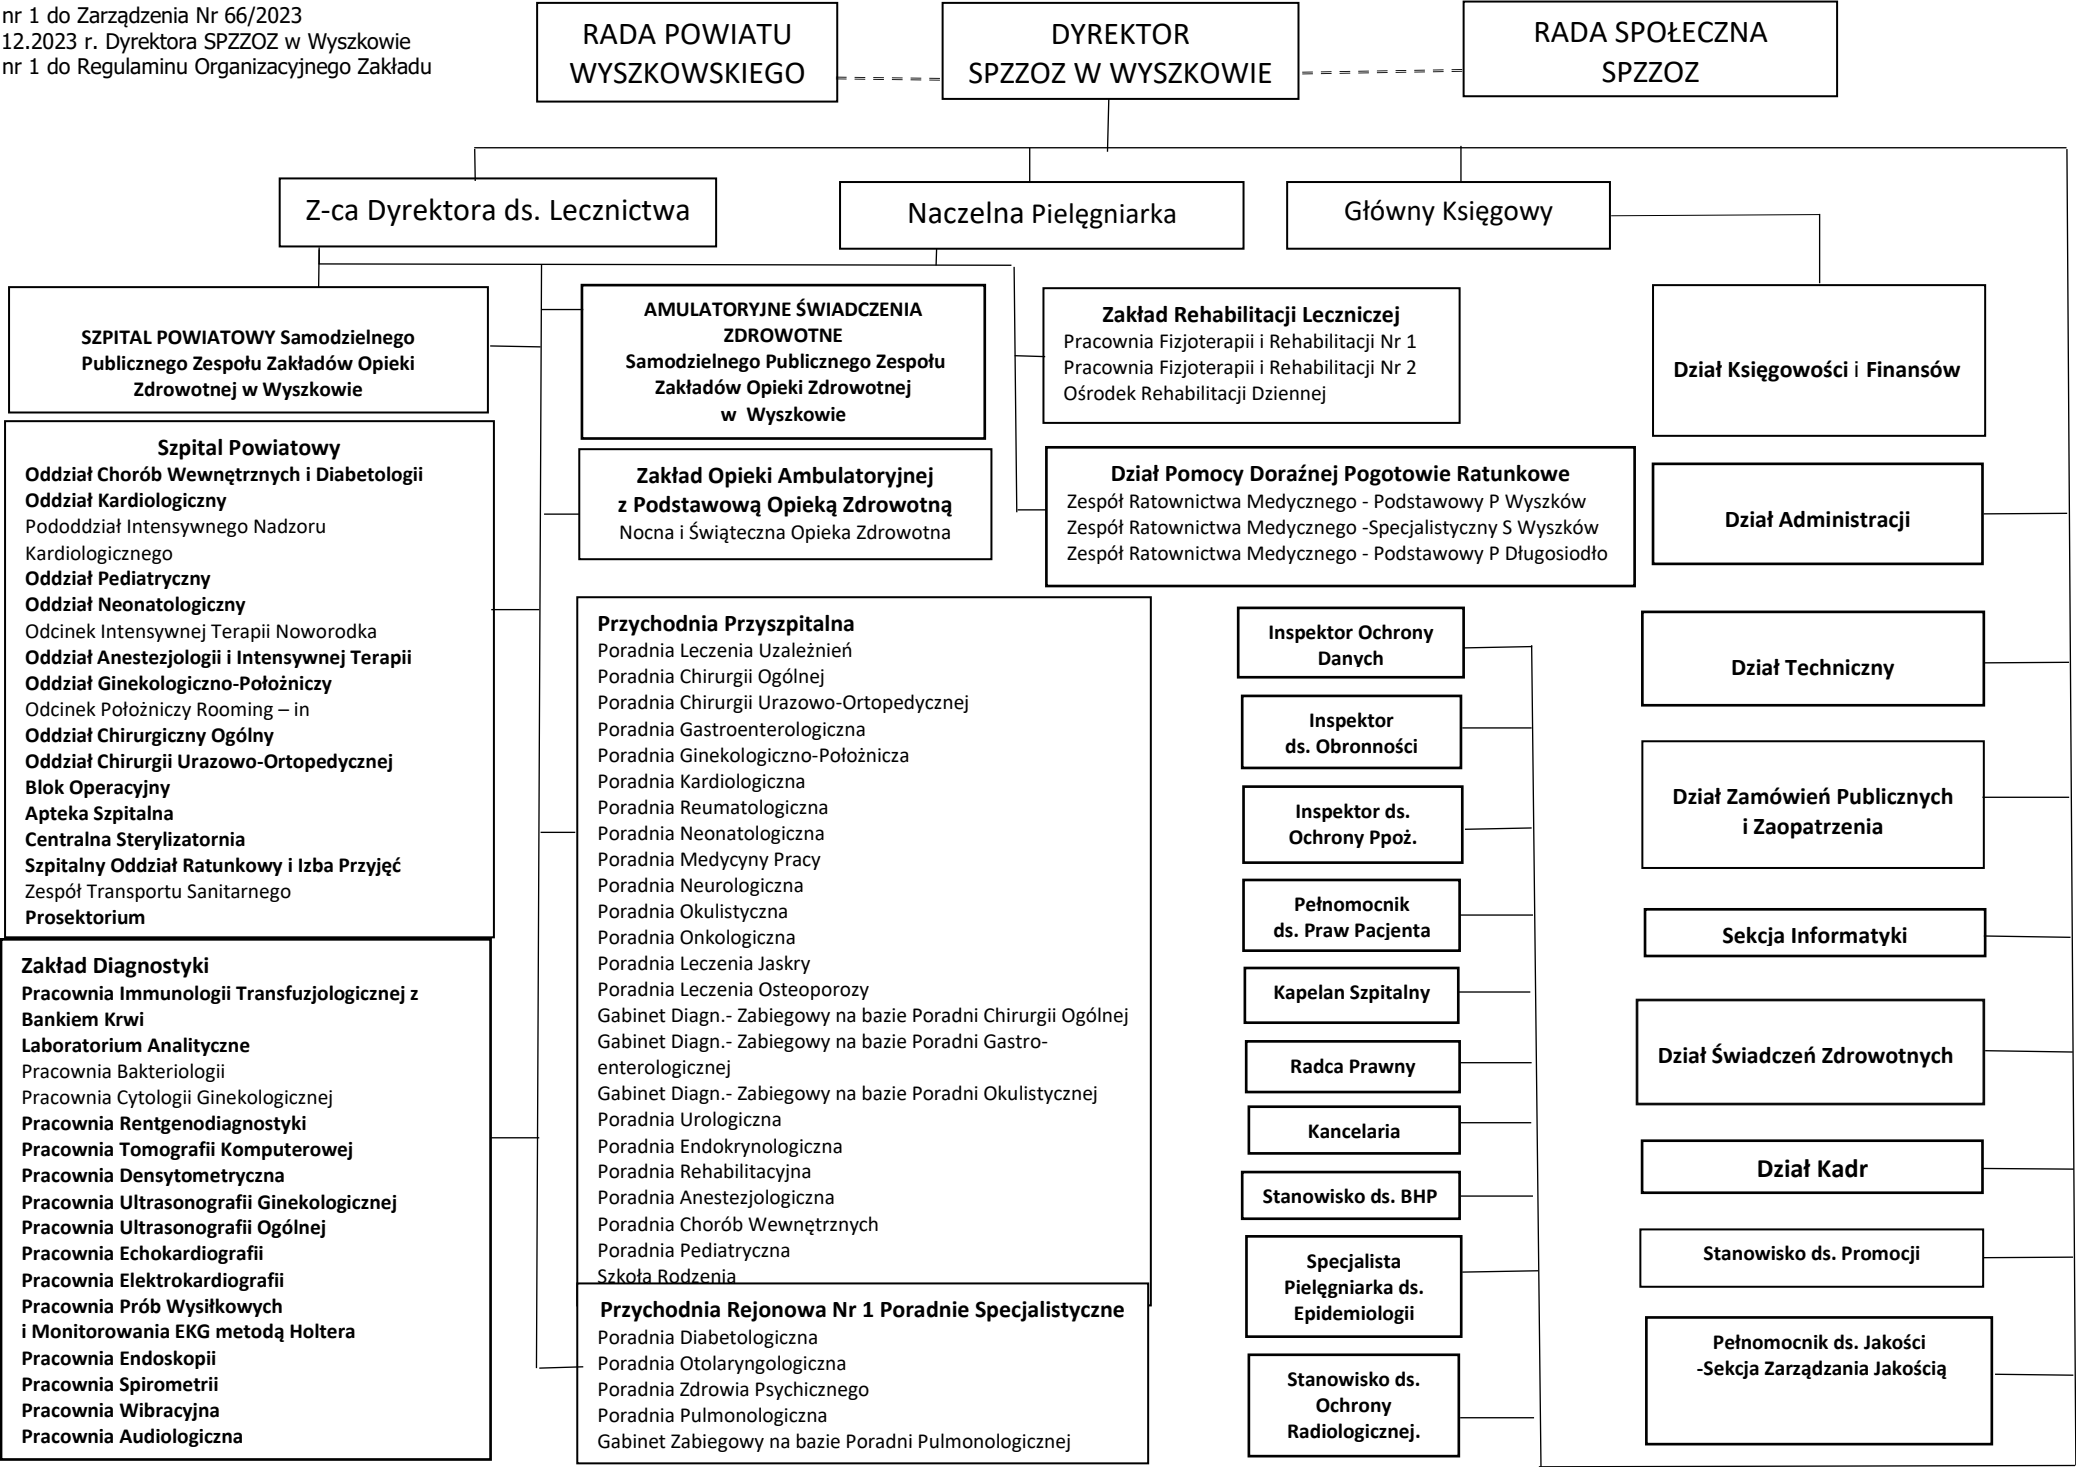 nr 1 do Zarządzenia Nr 66/2023
12.2023 r. Dyrektora SPZZOZ w Wyszkowie
nr 1 do Regulaminu Organizacyjnego Zakładu
RADA POWIATU
WYSZKOWSKIEGO
DYREKTOR
SPZZOZ W WYSZKOWIE
RADA SPOŁECZNA
SPZZOZ
Z-ca Dyrektora ds. Lecznictwa
Naczelna Pielęgniarka
Główny Księgowy
SZPITAL POWIATOWY Samodzielnego
Publicznego Zespołu Zakładów Opieki
Zdrowotnej w Wyszkowie
Szpital Powiatowy
Oddział Chorób Wewnętrznych i Diabetologii
Oddział Kardiologiczny
Pododdział Intensywnego Nadzoru
Kardiologicznego
Oddział Pediatryczny
Oddział Neonatologiczny
Odcinek Intensywnej Terapii Noworodka
Oddział Anestezjologii i Intensywnej Terapii
Oddział Ginekologiczno-Położniczy
Odcinek Położniczy Rooming – in
Oddział Chirurgiczny Ogólny
Oddział Chirurgii Urazowo-Ortopedycznej
Blok Operacyjny
Apteka Szpitalna
Centralna Sterylizatornia
Szpitalny Oddział Ratunkowy i Izba Przyjęć
Zespół Transportu Sanitarnego
Prosektorium
Zakład Diagnostyki
Pracownia Immunologii Transfuzjologicznej z
Bankiem Krwi
Laboratorium Analityczne
Pracownia Bakteriologii
Pracownia Cytologii Ginekologicznej
Pracownia Rentgenodiagnostyki
Pracownia Tomografii Komputerowej
Pracownia Densytometryczna
Pracownia Ultrasonografii Ginekologicznej
Pracownia Ultrasonografii Ogólnej
Pracownia Echokardiografii
Pracownia Elektrokardiografii
Pracownia Prób Wysiłkowych
i Monitorowania EKG metodą Holtera
Pracownia Endoskopii
Pracownia Spirometrii
Pracownia Wibracyjna
Pracownia Audiologiczna
AMULATORYJNE ŚWIADCZENIA
ZDROWOTNE
Samodzielnego Publicznego Zespołu
Zakładów Opieki Zdrowotnej
w Wyszkowie
Zakład Opieki Ambulatoryjnej
z Podstawową Opieką Zdrowotną
Nocna i Świąteczna Opieka Zdrowotna
Przychodnia Przyszpitalna
Poradnia Leczenia Uzależnień
Poradnia Chirurgii Ogólnej
Poradnia Chirurgii Urazowo-Ortopedycznej
Poradnia Gastroenterologiczna
Poradnia Ginekologiczno-Położnicza
Poradnia Kardiologiczna
Poradnia Reumatologiczna
Poradnia Neonatologiczna
Poradnia Medycyny Pracy
Poradnia Neurologiczna
Poradnia Okulistyczna
Poradnia Onkologiczna
Poradnia Leczenia Jaskry
Poradnia Leczenia Osteoporozy
Gabinet Diagn.- Zabiegowy na bazie Poradni Chirurgii Ogólnej
Gabinet Diagn.- Zabiegowy na bazie Poradni Gastro-
enterologicznej
Gabinet Diagn.- Zabiegowy na bazie Poradni Okulistycznej
Poradnia Urologiczna
Poradnia Endokrynologiczna
Poradnia Rehabilitacyjna
Poradnia Anestezjologiczna
Poradnia Chorób Wewnętrznych
Poradnia Pediatryczna
Szkoła Rodzenia
Przychodnia Rejonowa Nr 1 Poradnie Specjalistyczne
Poradnia Diabetologiczna
Poradnia Otolaryngologiczna
Poradnia Zdrowia Psychicznego
Poradnia Pulmonologiczna
Gabinet Zabiegowy na bazie Poradni Pulmonologicznej
Zakład Rehabilitacji Leczniczej
Pracownia Fizjoterapii i Rehabilitacji Nr 1
Pracownia Fizjoterapii i Rehabilitacji Nr 2
Ośrodek Rehabilitacji Dziennej
Dział Pomocy Doraźnej Pogotowie Ratunkowe
Zespół Ratownictwa Medycznego - Podstawowy P Wyszków
Zespół Ratownictwa Medycznego -Specjalistyczny S Wyszków
Zespół Ratownictwa Medycznego - Podstawowy P Długosiodło
Inspektor Ochrony
Danych
Inspektor
ds. Obronności
Inspektor ds.
Ochrony Ppoż.
Pełnomocnik
ds. Praw Pacjenta
Kapelan Szpitalny
Radca Prawny
Kancelaria
Stanowisko ds. BHP
Specjalista
Pielęgniarka ds.
Epidemiologii
Stanowisko ds.
Ochrony
Radiologicznej.
Dział Księgowości i Finansów
Dział Administracji
Dział Techniczny
Dział Zamówień Publicznych
i Zaopatrzenia
Sekcja Informatyki
Dział Świadczeń Zdrowotnych
Dział Kadr
Stanowisko ds. Promocji
Pełnomocnik ds. Jakości
-Sekcja Zarządzania Jakością